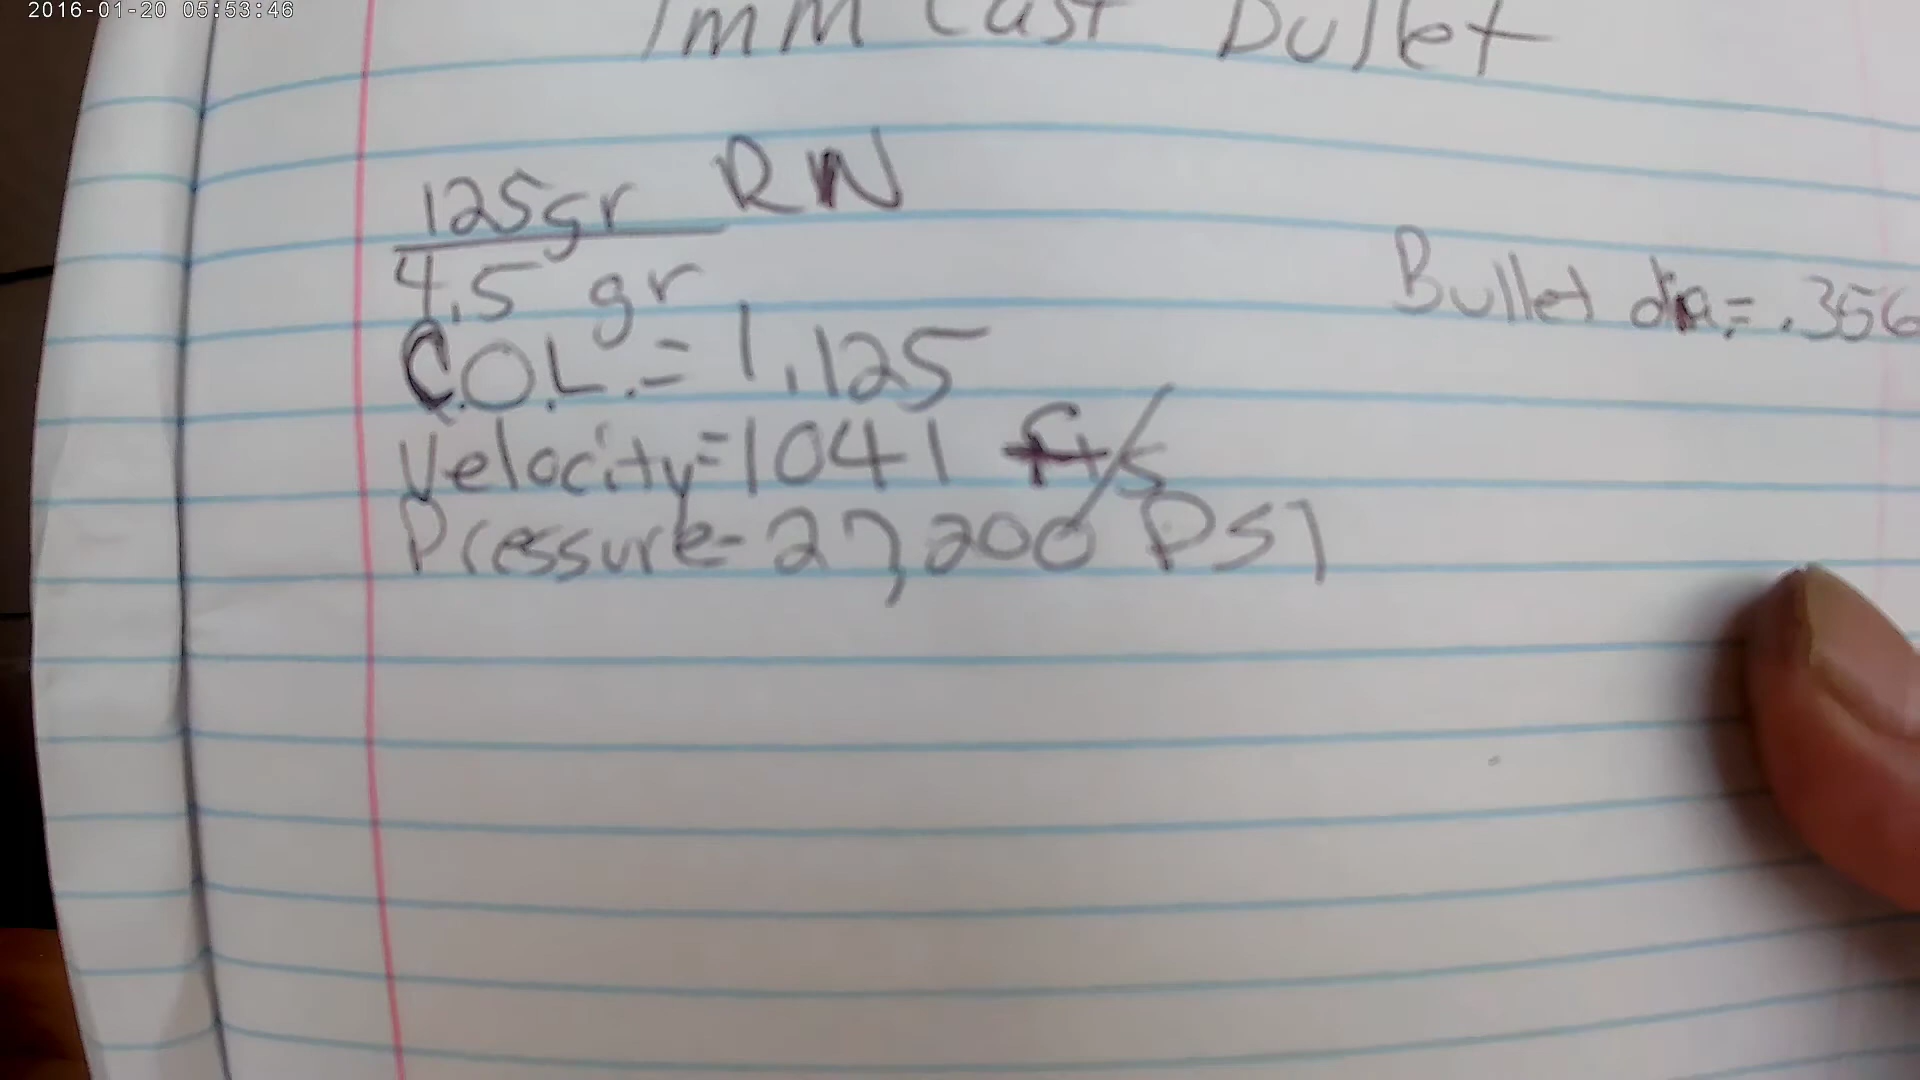 2016-01-20 05:53:46
mm Cast Bullet
125gr RN
4.5 gr
Bullet dia= .356
C.O.L.= 1.125
Velocity=1041 ft/s
Pressure- 27,200 PSI